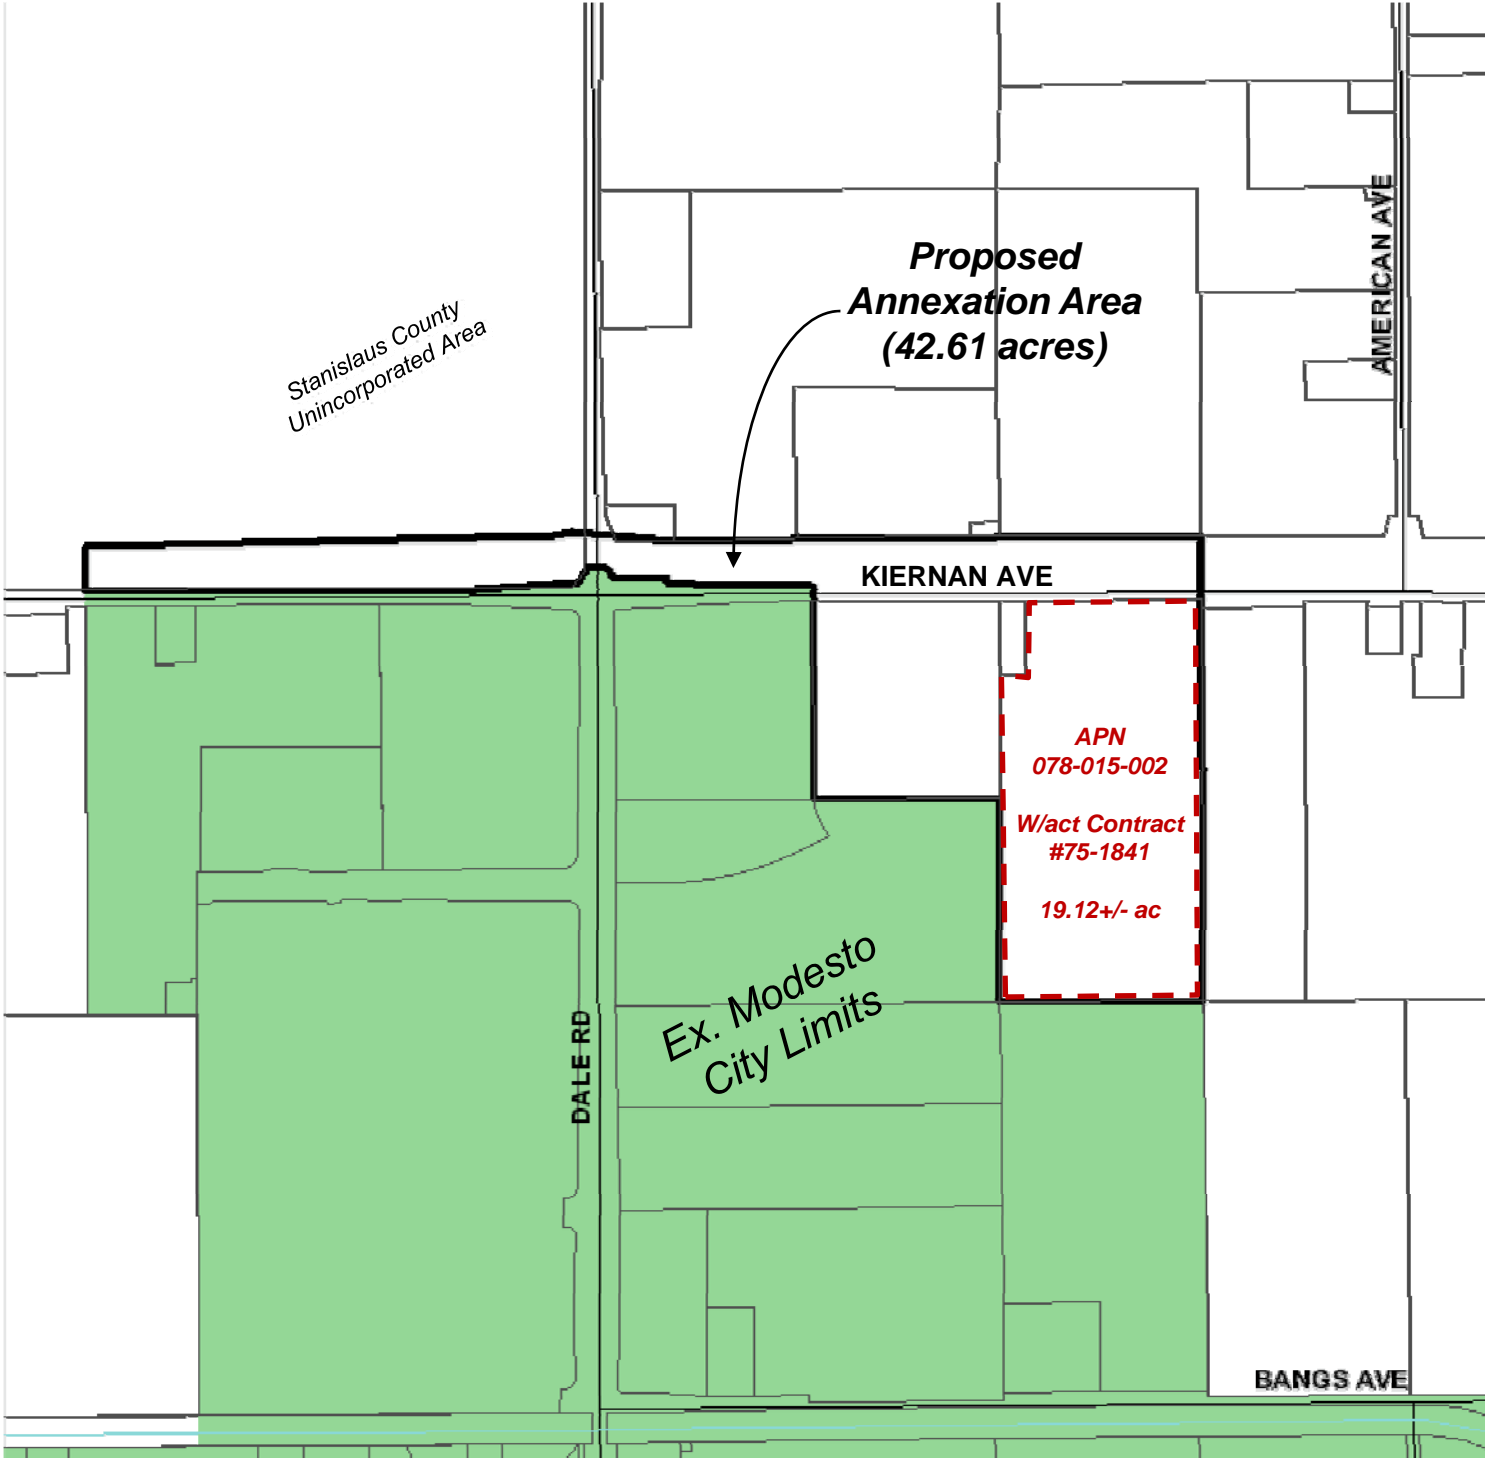 Proposed
Annexation Area
(42.61 acres)
AMERICAN AVE
Stanislaus County
Unincorporated Area
KIERNAN AVE
APN
078-015-002
W/act Contract
#75-1841
19.12+/- ac
Ex. Modesto
City Limits
DALE RD
BANGS AVE